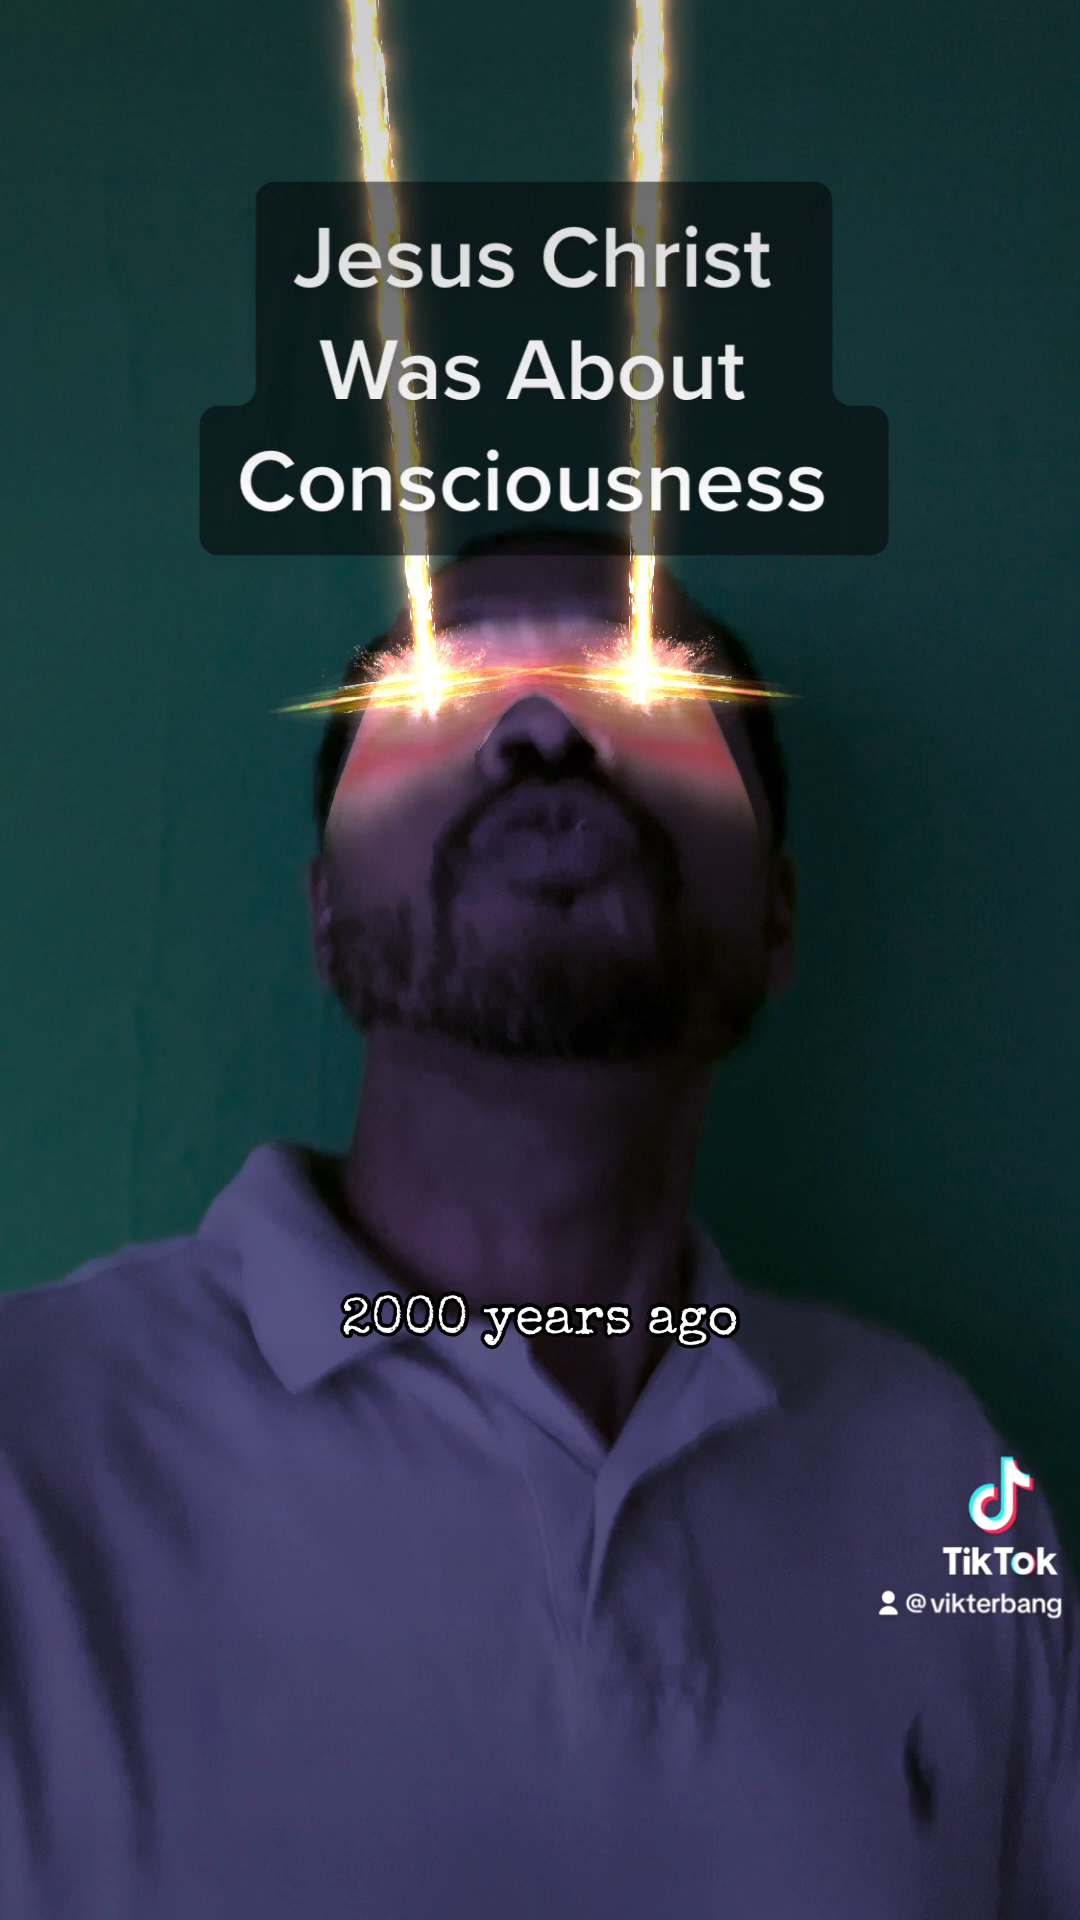 Jesus Christ
Was About
Consciousness
2000 years ago
TikTok
@vikterbang